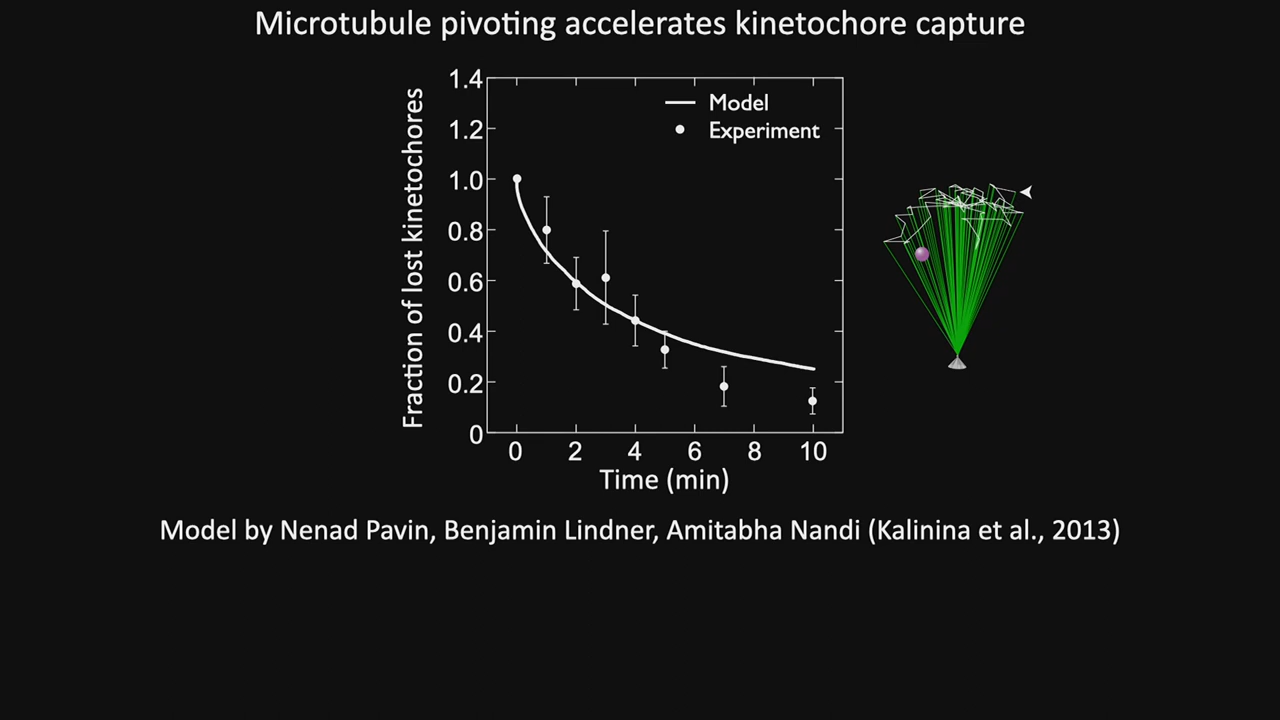 Microtubule pivoting accelerates kinetochore capture
Fraction of lost kinetochores
1.4
1.2
1.0
0.8
0.6
0.4
0.2
0
Model
Experiment
0 2 4 6 8 10
Time (min)
Model by Nenad Pavin, Benjamin Lindner, Amitabha Nandi (Kalinina et al., 2013)